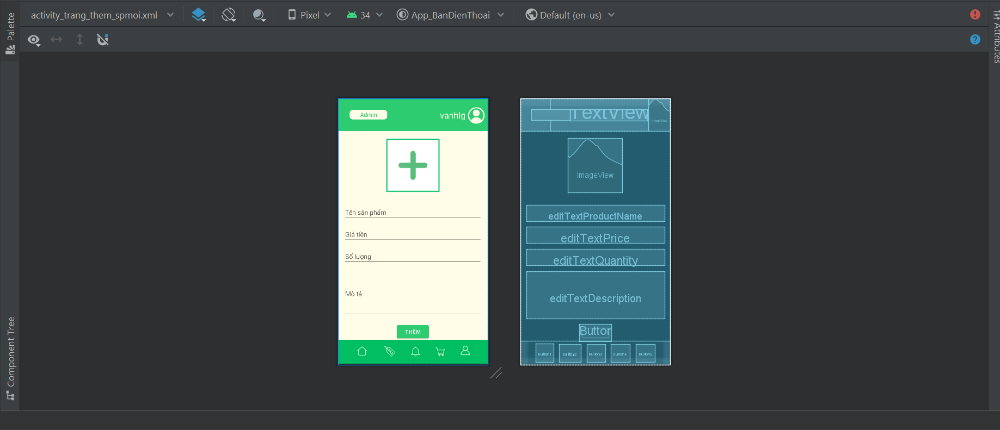 activity_trang_them_spmoi.xml
Pixel
34
App_BanDienThoai
Default (en-us)
Palette
Attributes
Component Tree
Admin
vanhlg
Tên sản phẩm
Giá tiền
Số lượng
Mô tả
THÊM
TextView
ImageView
ImageView
editTextProductName
editTextPrice
editTextQuantity
editTextDescription
Button
button1
button2
button3
button4
button5